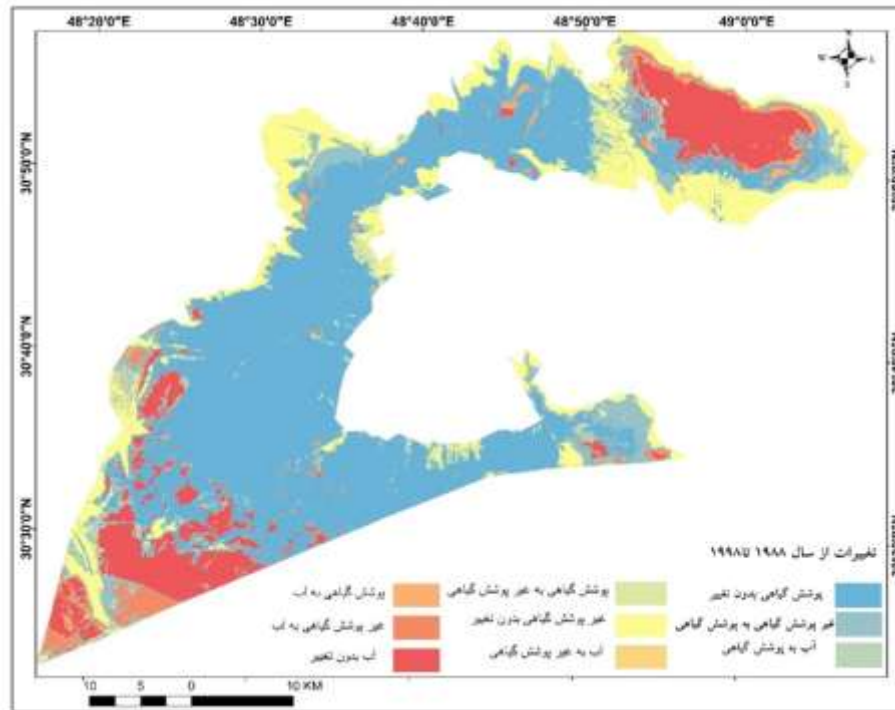 48°20'0"E 48°30'0"E 48°40'0"E 48°50'0"E 49°0'0"E
N
W
S
30°50'0"N
30°40'0"N
30°30'0"N
تغییرات از سال ۱۹۸۸ تا ۱۹۹۸
پوشش گیاهی بدون تغییر
غیر پوشش گیاهی به پوشش گیاهی
آب به پوشش گیاهی
پوشش گیاهی به غیر پوشش گیاهی
غیر پوشش گیاهی بدون تغییر
آب به غیر پوشش گیاهی
پوشش گیاهی به آب
غیر پوشش گیاهی به آب
آب بدون تغییر
10 5 0 10 KM